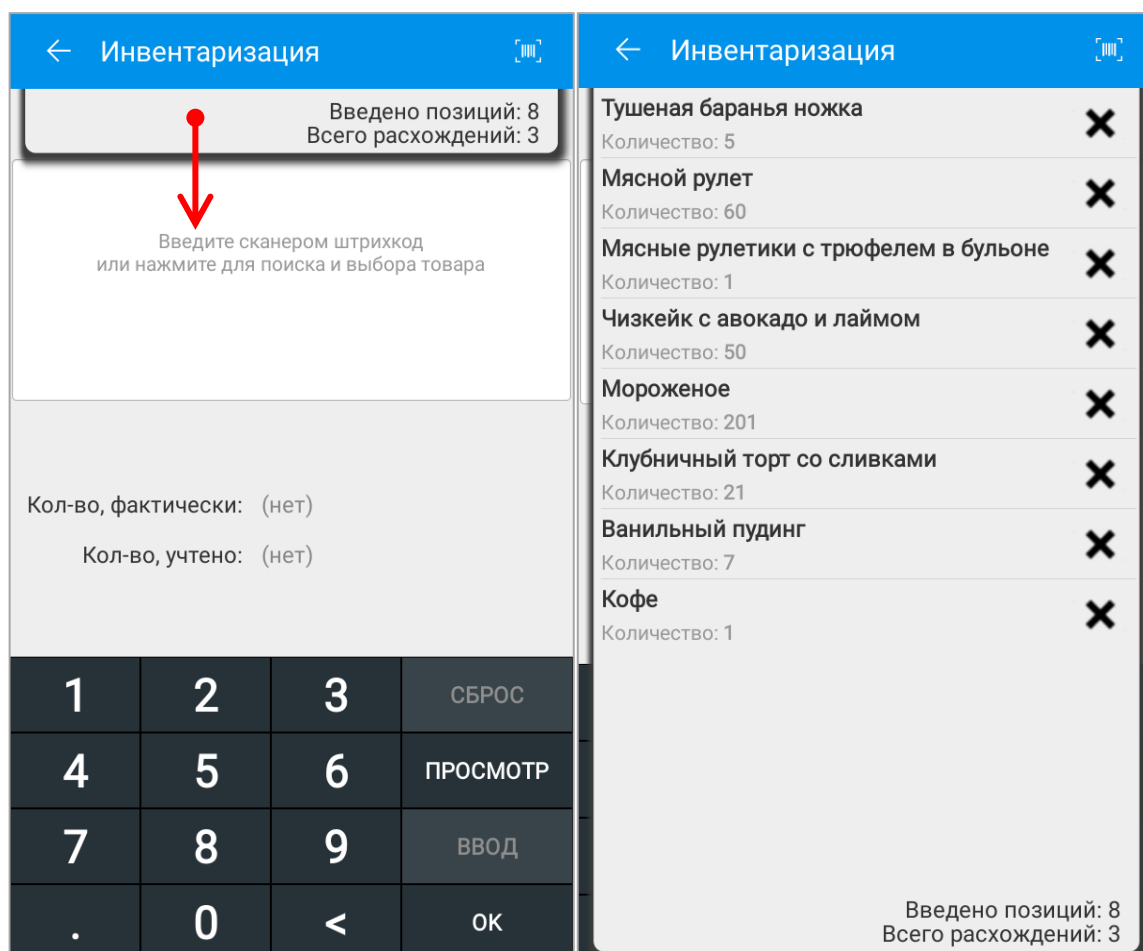 Инвентаризация
Введено позиций: 8
Всего расхождений: 3
Введите сканером штрихкод
или нажмите для поиска и выбора товара
Кол-во, фактически: (нет)
Кол-во, учтено: (нет)
1 2 3 СБРОС
4 5 6 ПРОСМОТР
7 8 9 ВВОД
. 0 < ОК
Инвентаризация
Тушеная баранья ножка
Количество: 5
Мясной рулет
Количество: 60
Мясные рулетики с трюфелем в бульоне
Количество: 1
Чизкейк с авокадо и лаймом
Количество: 50
Мороженое
Количество: 201
Клубничный торт со сливками
Количество: 21
Ванильный пудинг
Количество: 7
Кофе
Количество: 1
Введено позиций: 8
Всего расхождений: 3